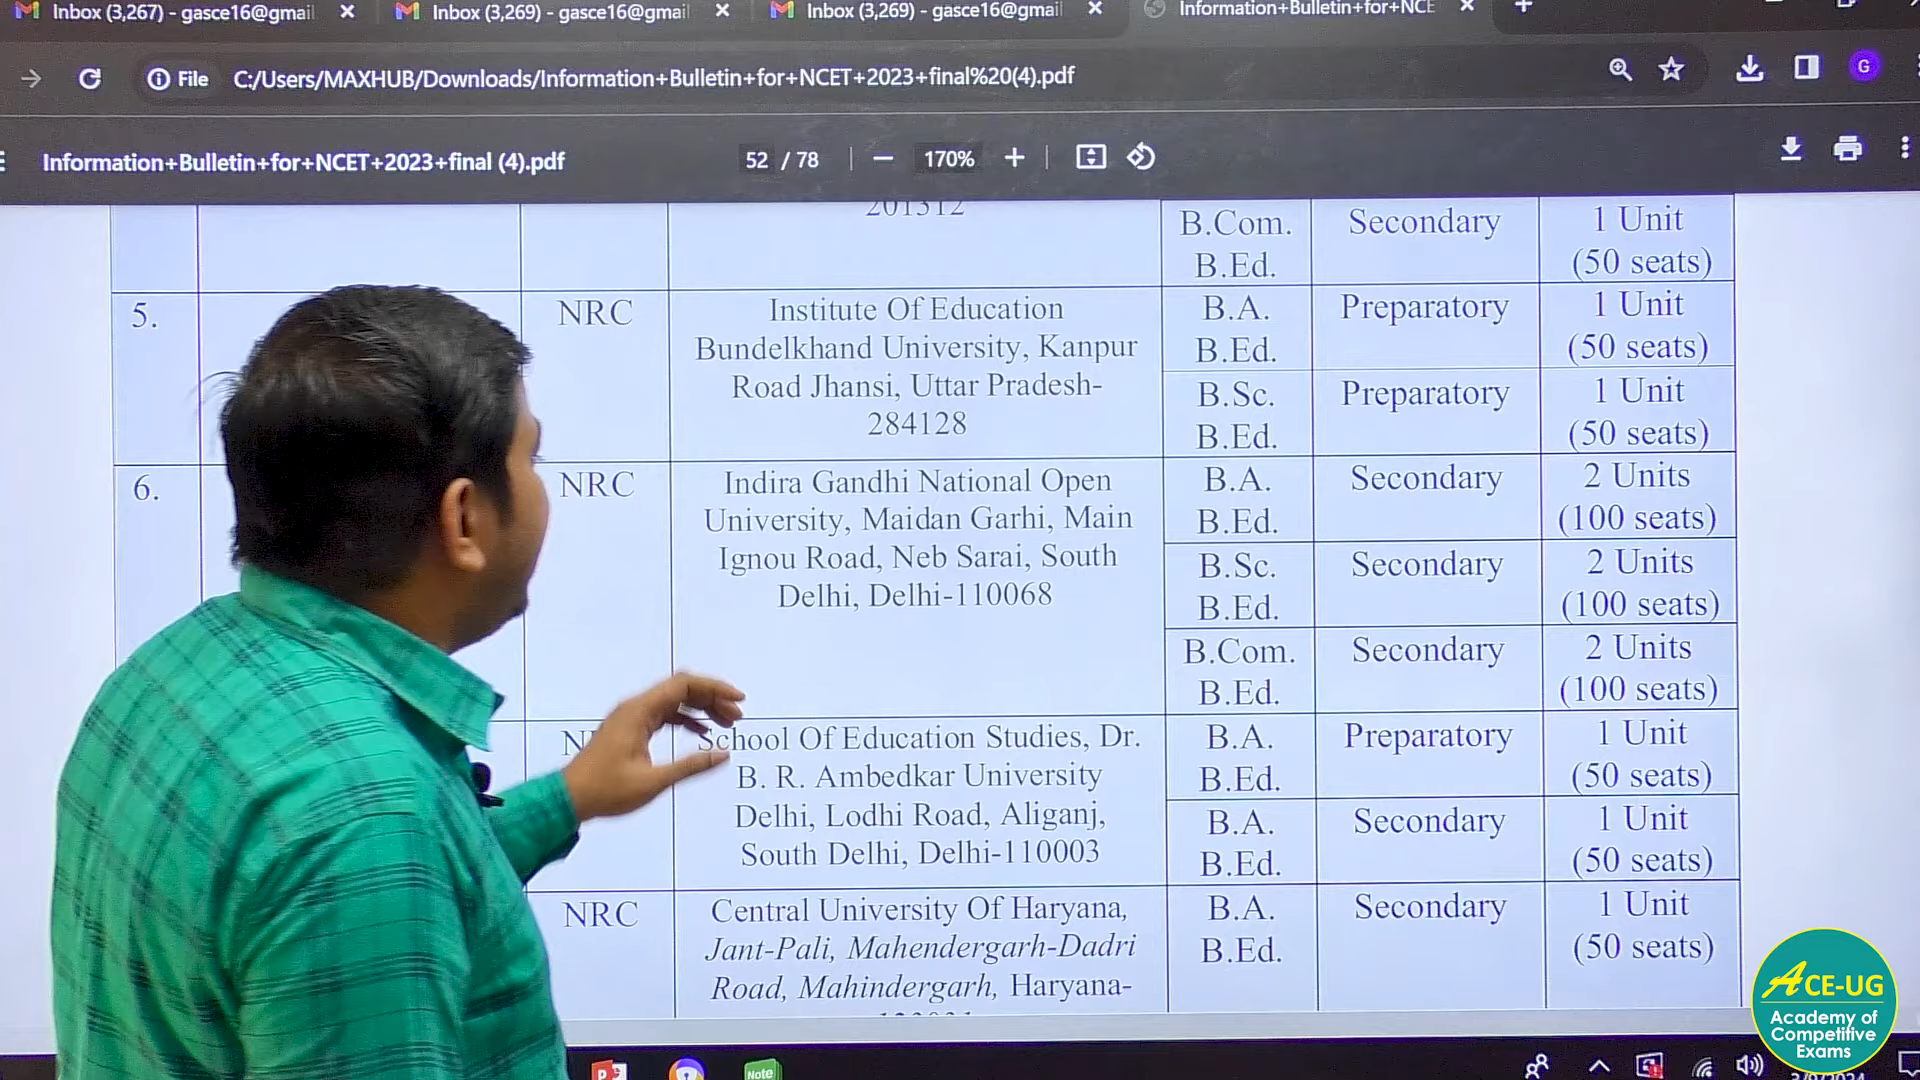 Inbox (3,267) - gasce16@gmail
Inbox (3,269) - gasce16@gmai
Inbox (3,269) - gasce16@gmail
Information+Bulletin+for+NCE
File C:/Users/MAXHUB/Downloads/Information+Bulletin+for+NCET+2023+final%20(4).pdf
G
Information+Bulletin+for+NCET+2023+final (4).pdf
52 / 78
170%
201312
B.Com.
B.Ed.
Secondary
1 Unit
(50 seats)
5.
NRC
Institute Of Education
Bundelkhand University, Kanpur
Road Jhansi, Uttar Pradesh-
284128
B.A.
B.Ed.
Preparatory
1 Unit
(50 seats)
B.Sc.
B.Ed.
Preparatory
1 Unit
(50 seats)
6.
NRC
Indira Gandhi National Open
University, Maidan Garhi, Main
Ignou Road, Neb Sarai, South
Delhi, Delhi-110068
B.A.
B.Ed.
Secondary
2 Units
(100 seats)
B.Sc.
B.Ed.
Secondary
2 Units
(100 seats)
B.Com.
B.Ed.
Secondary
2 Units
(100 seats)
School Of Education Studies, Dr.
B. R. Ambedkar University
Delhi, Lodhi Road, Aliganj,
South Delhi, Delhi-110003
B.A.
B.Ed.
Preparatory
1 Unit
(50 seats)
B.A.
B.Ed.
Secondary
1 Unit
(50 seats)
NRC
Central University Of Haryana,
Jant-Pali, Mahendergarh-Dadri
Road, Mahindergarh, Haryana-
B.A.
B.Ed.
Secondary
1 Unit
(50 seats)
ACE-UG
Academy of
Competitive
Exams
Note